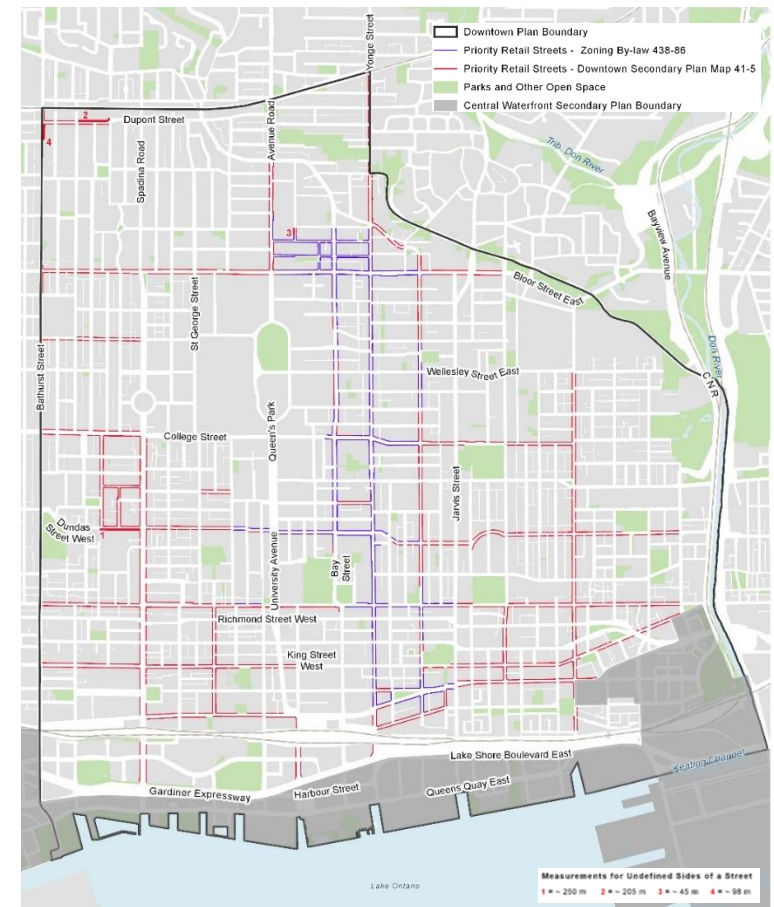 Downtown Plan Boundary
Priority Retail Streets - Zoning By-law 438-86
Priority Retail Streets - Downtown Secondary Plan Map 41-5
Parks and Other Open Space
Central Waterfront Secondary Plan Boundary
Yonge Street
Avenue Road
2
Dupont Street
4
Spadina Road
Trib. Don River
Bayview Avenue
3
Bloor Street East
St George Street
Don River
CNR
Bathurst Street
Wellesley Street East
Queen's Park
College Street
Jarvis Street
Dundas
Street West
1
University Avenue
Bay
Street
Richmond Street West
King Street
West
Lake Shore Boulevard East
Keating Channel
Gardiner Expressway
Harbour Street
Queens Quay East
Lake Ontario
Measurements for Undefined Sides of a Street
1 = ~ 250 m 2 = ~ 205 m 3 = ~ 45 m 4 = ~ 98 m